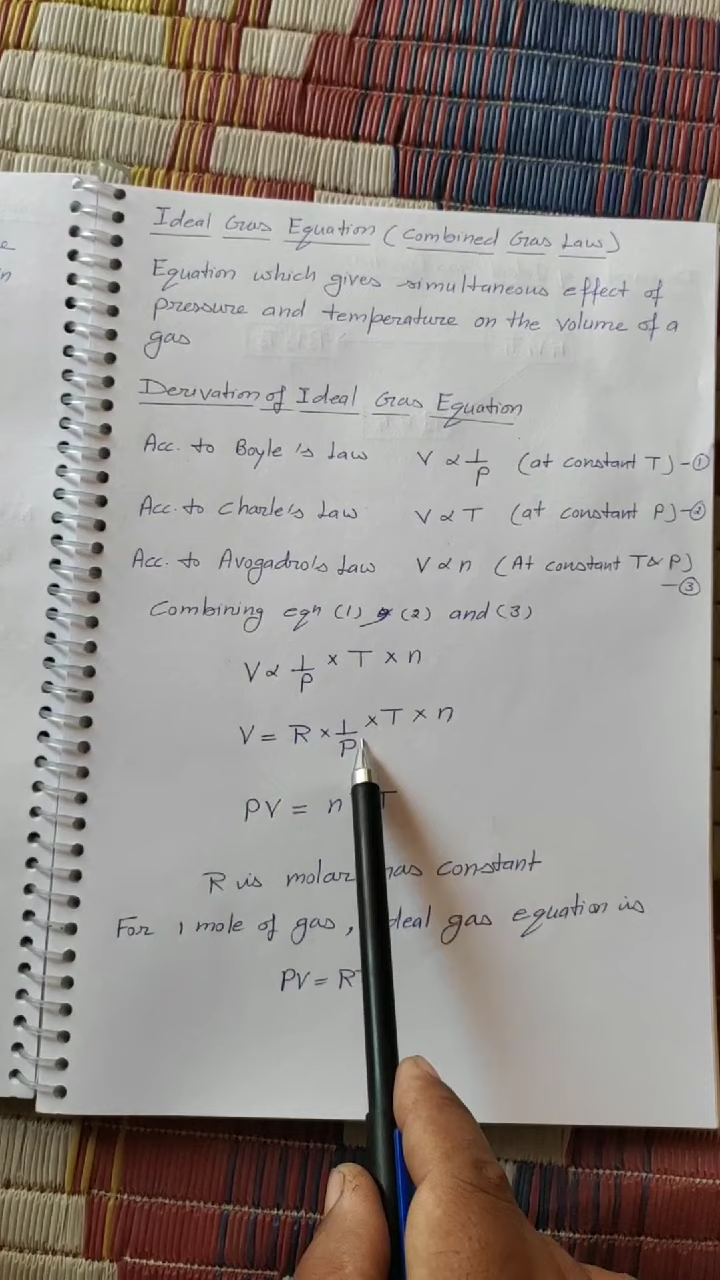 e
n
Ideal Gas Equation (Combined Gas Law)
Equation which gives simultaneous effect of
pressure and temperature on the volume of a
gas
Derivation of Ideal Gas Equation
Acc. to Boyle's Law V ∝ 1/P (at constant T) - ①
Acc. to Charle's Law V ∝ T (at constant P) - ②
Acc. to Avogadro's Law V ∝ n (At constant T & P)
- ③
Combining eqn (1), (2) and (3)
V ∝ 1/P × T × n
V = R × 1/P × T × n
PV = n T
R is molar gas constant
For 1 mole of gas, ideal gas equation is
PV = RT